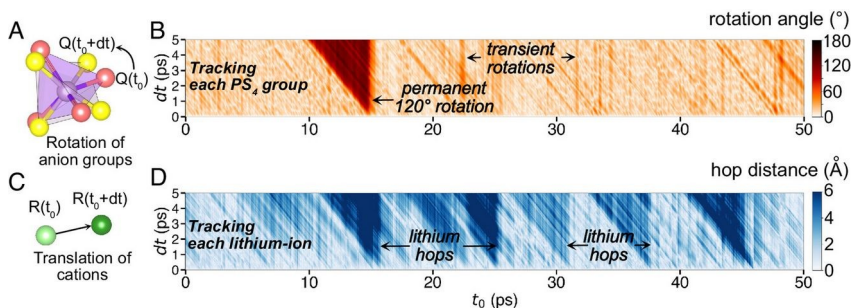 A
Q(t0+dt)
Q(t0)
Rotation of
anion groups
B
rotation angle (°)
dt (ps)
5
4
3
2
1
0
Tracking
each PS4 group
transient
rotations
permanent
120° rotation
10
20
30
40
50
180
120
60
0
C
R(t0)
R(t0+dt)
Translation
of cations
D
hop distance (Å)
dt (ps)
5
4
3
2
1
0
Tracking
each lithium-ion
lithium
hops
lithium
hops
0
10
20
30
40
50
t0 (ps)
6
4
2
0